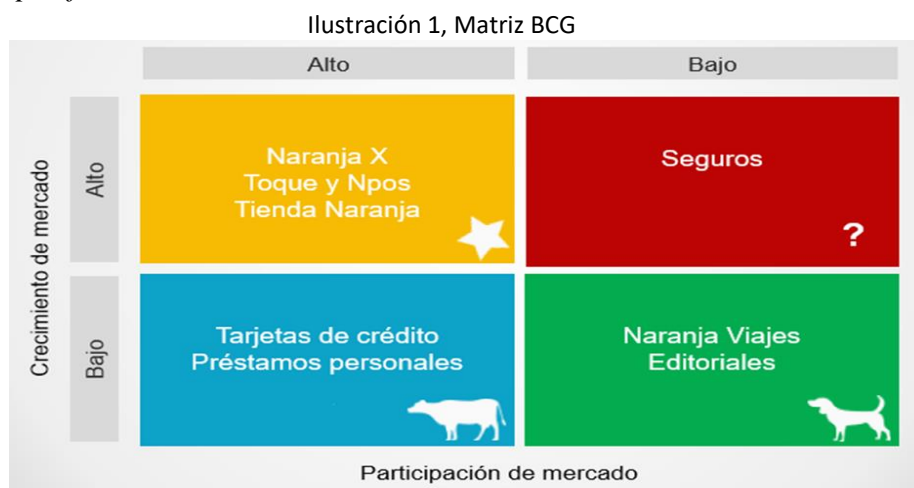 Ilustración 1, Matriz BCG
Alto
Bajo
Crecimiento de mercado
Alto
Naranja X
Toque y Npos
Tienda Naranja
Seguros
?
Bajo
Tarjetas de crédito
Préstamos personales
Naranja Viajes
Editoriales
Participación de mercado